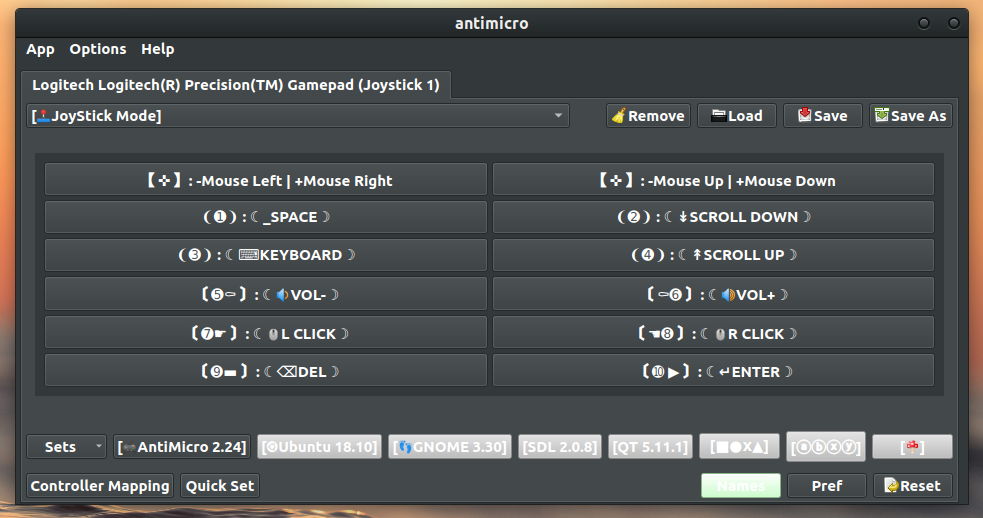 antimicro
App Options Help
Logitech Logitech(R) Precision(TM) Gamepad (Joystick 1)
[🕹️JoyStick Mode] Remove Load Save Save As
【✜】: -Mouse Left | +Mouse Right 【✜】: -Mouse Up | +Mouse Down
(❶) :☾_SPACE☽ (❷) :☾↡SCROLL DOWN☽
(❸) :☾⌨KEYBOARD☽ (❹) :☾↟SCROLL UP☽
〔❺⚰〕:☾🔉VOL-☽ 〔⚰❻〕:☾🔊VOL+☽
〔❼☛〕:☾🖱L CLICK☽ 〔☚❽〕:☾🖱R CLICK☽
〔❾▬〕:☾⌫DEL☽ 〔❿▶〕:☾↵ENTER☽
Sets [🎮AntiMicro 2.24] [Ubuntu 18.10] [👣GNOME 3.30] [SDL 2.0.8] [QT 5.11.1] [■●X▲] [ⓐⓑⓧⓨ] [🍄]
Controller Mapping Quick Set Names Pref Reset